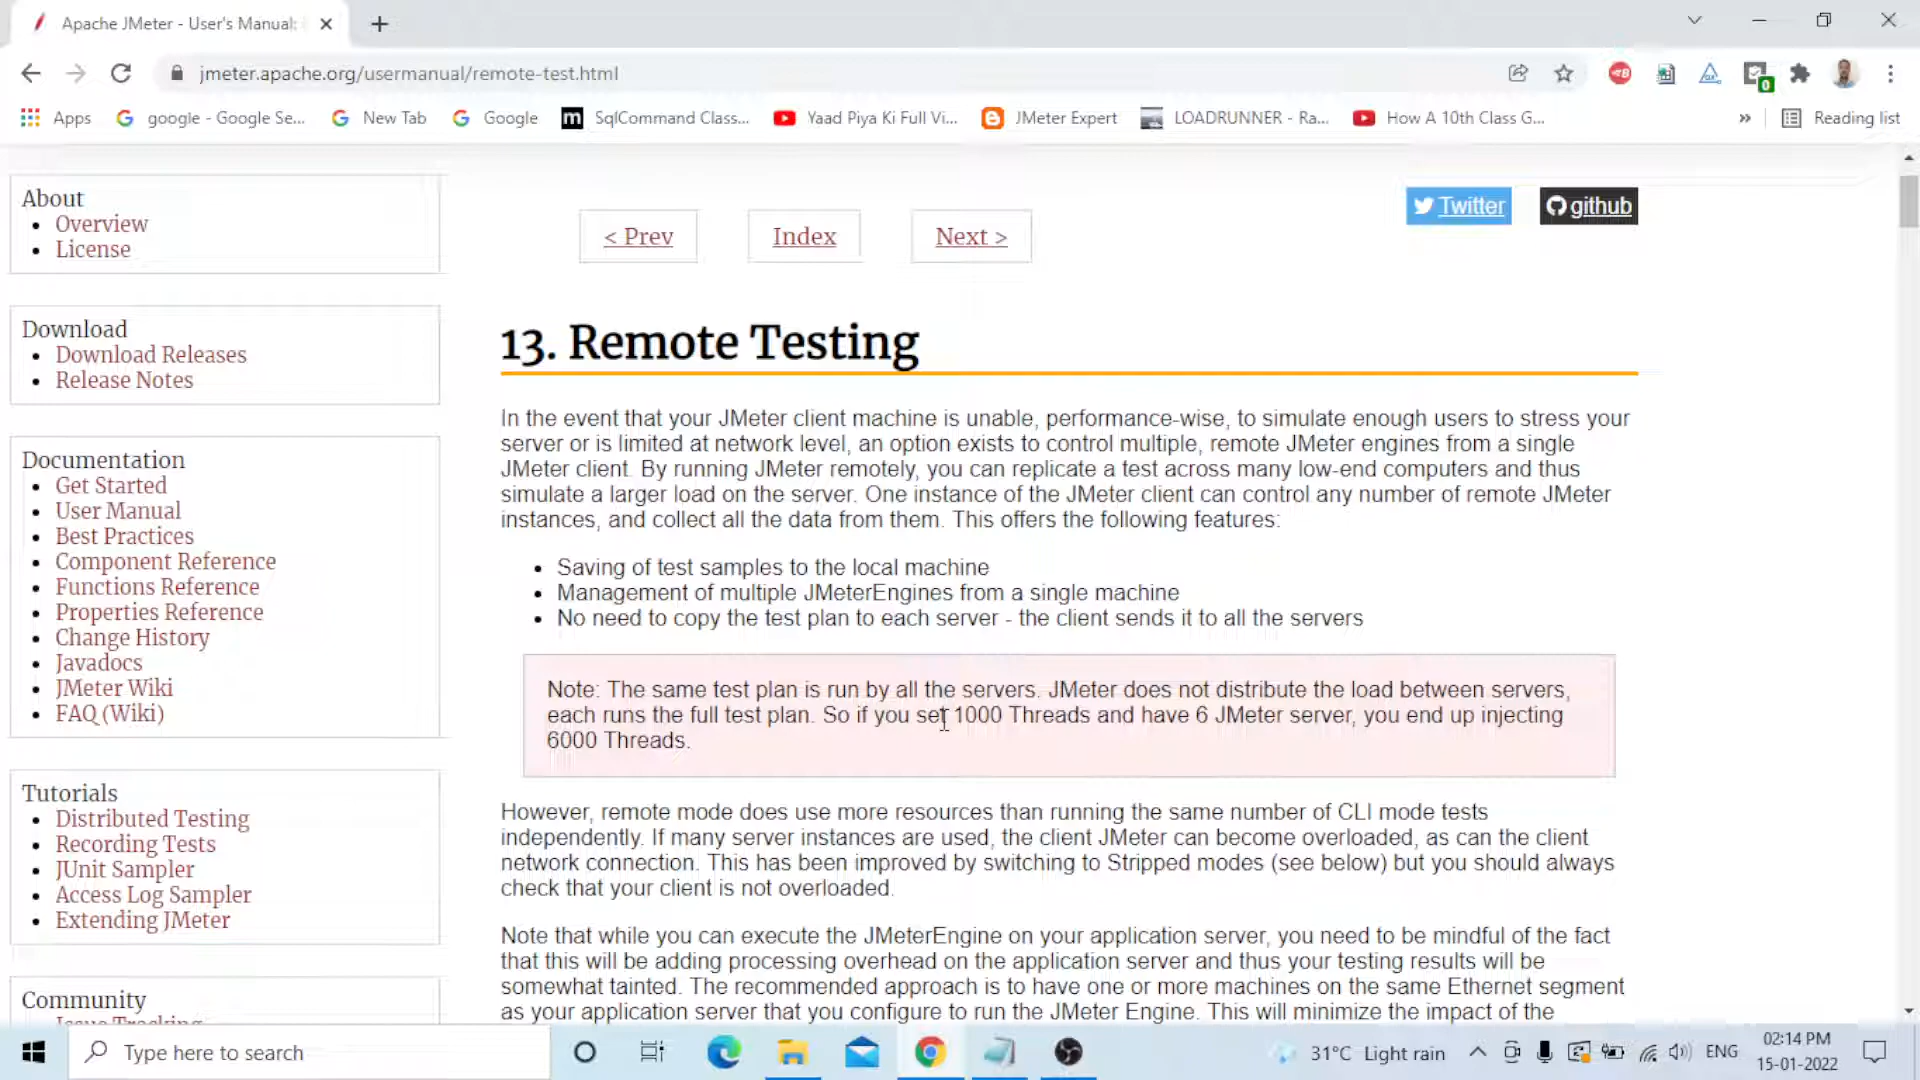 Apache JMeter - User's Manual:
jmeter.apache.org/usermanual/remote-test.html
0
Apps
google - Google Se...
New Tab
Google
m
SqlCommand Class...
Yaad Piya Ki Full Vi...
JMeter Expert
LOADRUNNER - Ra...
How A 10th Class G...
»
Reading list
About
Overview
License
Download
Download Releases
Release Notes
Documentation
Get Started
User Manual
Best Practices
Component Reference
Functions Reference
Properties Reference
Change History
Javadocs
JMeter Wiki
FAQ (Wiki)
Tutorials
Distributed Testing
Recording Tests
JUnit Sampler
Access Log Sampler
Extending JMeter
Community
Issue Tracking
< Prev
Index
Next >
Twitter
github
13. Remote Testing
In the event that your JMeter client machine is unable, performance-wise, to simulate enough users to stress your
server or is limited at network level, an option exists to control multiple, remote JMeter engines from a single
JMeter client. By running JMeter remotely, you can replicate a test across many low-end computers and thus
simulate a larger load on the server. One instance of the JMeter client can control any number of remote JMeter
instances, and collect all the data from them. This offers the following features:
• Saving of test samples to the local machine
• Management of multiple JMeterEngines from a single machine
• No need to copy the test plan to each server - the client sends it to all the servers
Note: The same test plan is run by all the servers. JMeter does not distribute the load between servers,
each runs the full test plan. So if you set 1000 Threads and have 6 JMeter server, you end up injecting
6000 Threads.
However, remote mode does use more resources than running the same number of CLI mode tests
independently. If many server instances are used, the client JMeter can become overloaded, as can the client
network connection. This has been improved by switching to Stripped modes (see below) but you should always
check that your client is not overloaded.
Note that while you can execute the JMeterEngine on your application server, you need to be mindful of the fact
that this will be adding processing overhead on the application server and thus your testing results will be
somewhat tainted. The recommended approach is to have one or more machines on the same Ethernet segment
as your application server that you configure to run the JMeter Engine. This will minimize the impact of the
Type here to search
31°C Light rain
ENG
02:14 PM
15-01-2022